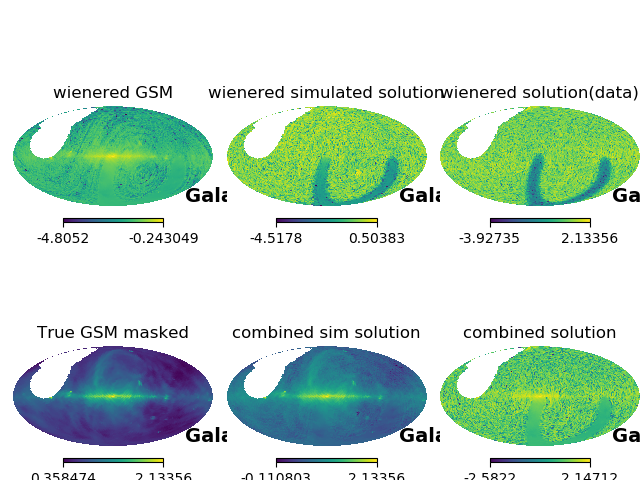 wienered GSM
wienered simulated solution
wienered solution(data)
Gala
Gala
Ga
-4.8052 -0.243049
-4.5178 0.50383
-3.92735 2.13356
True GSM masked
combined sim solution
combined solution
Gala
Gala
Ga
0.358474 2.13356
-0.110803 2.13356
-2.5822 2.14712